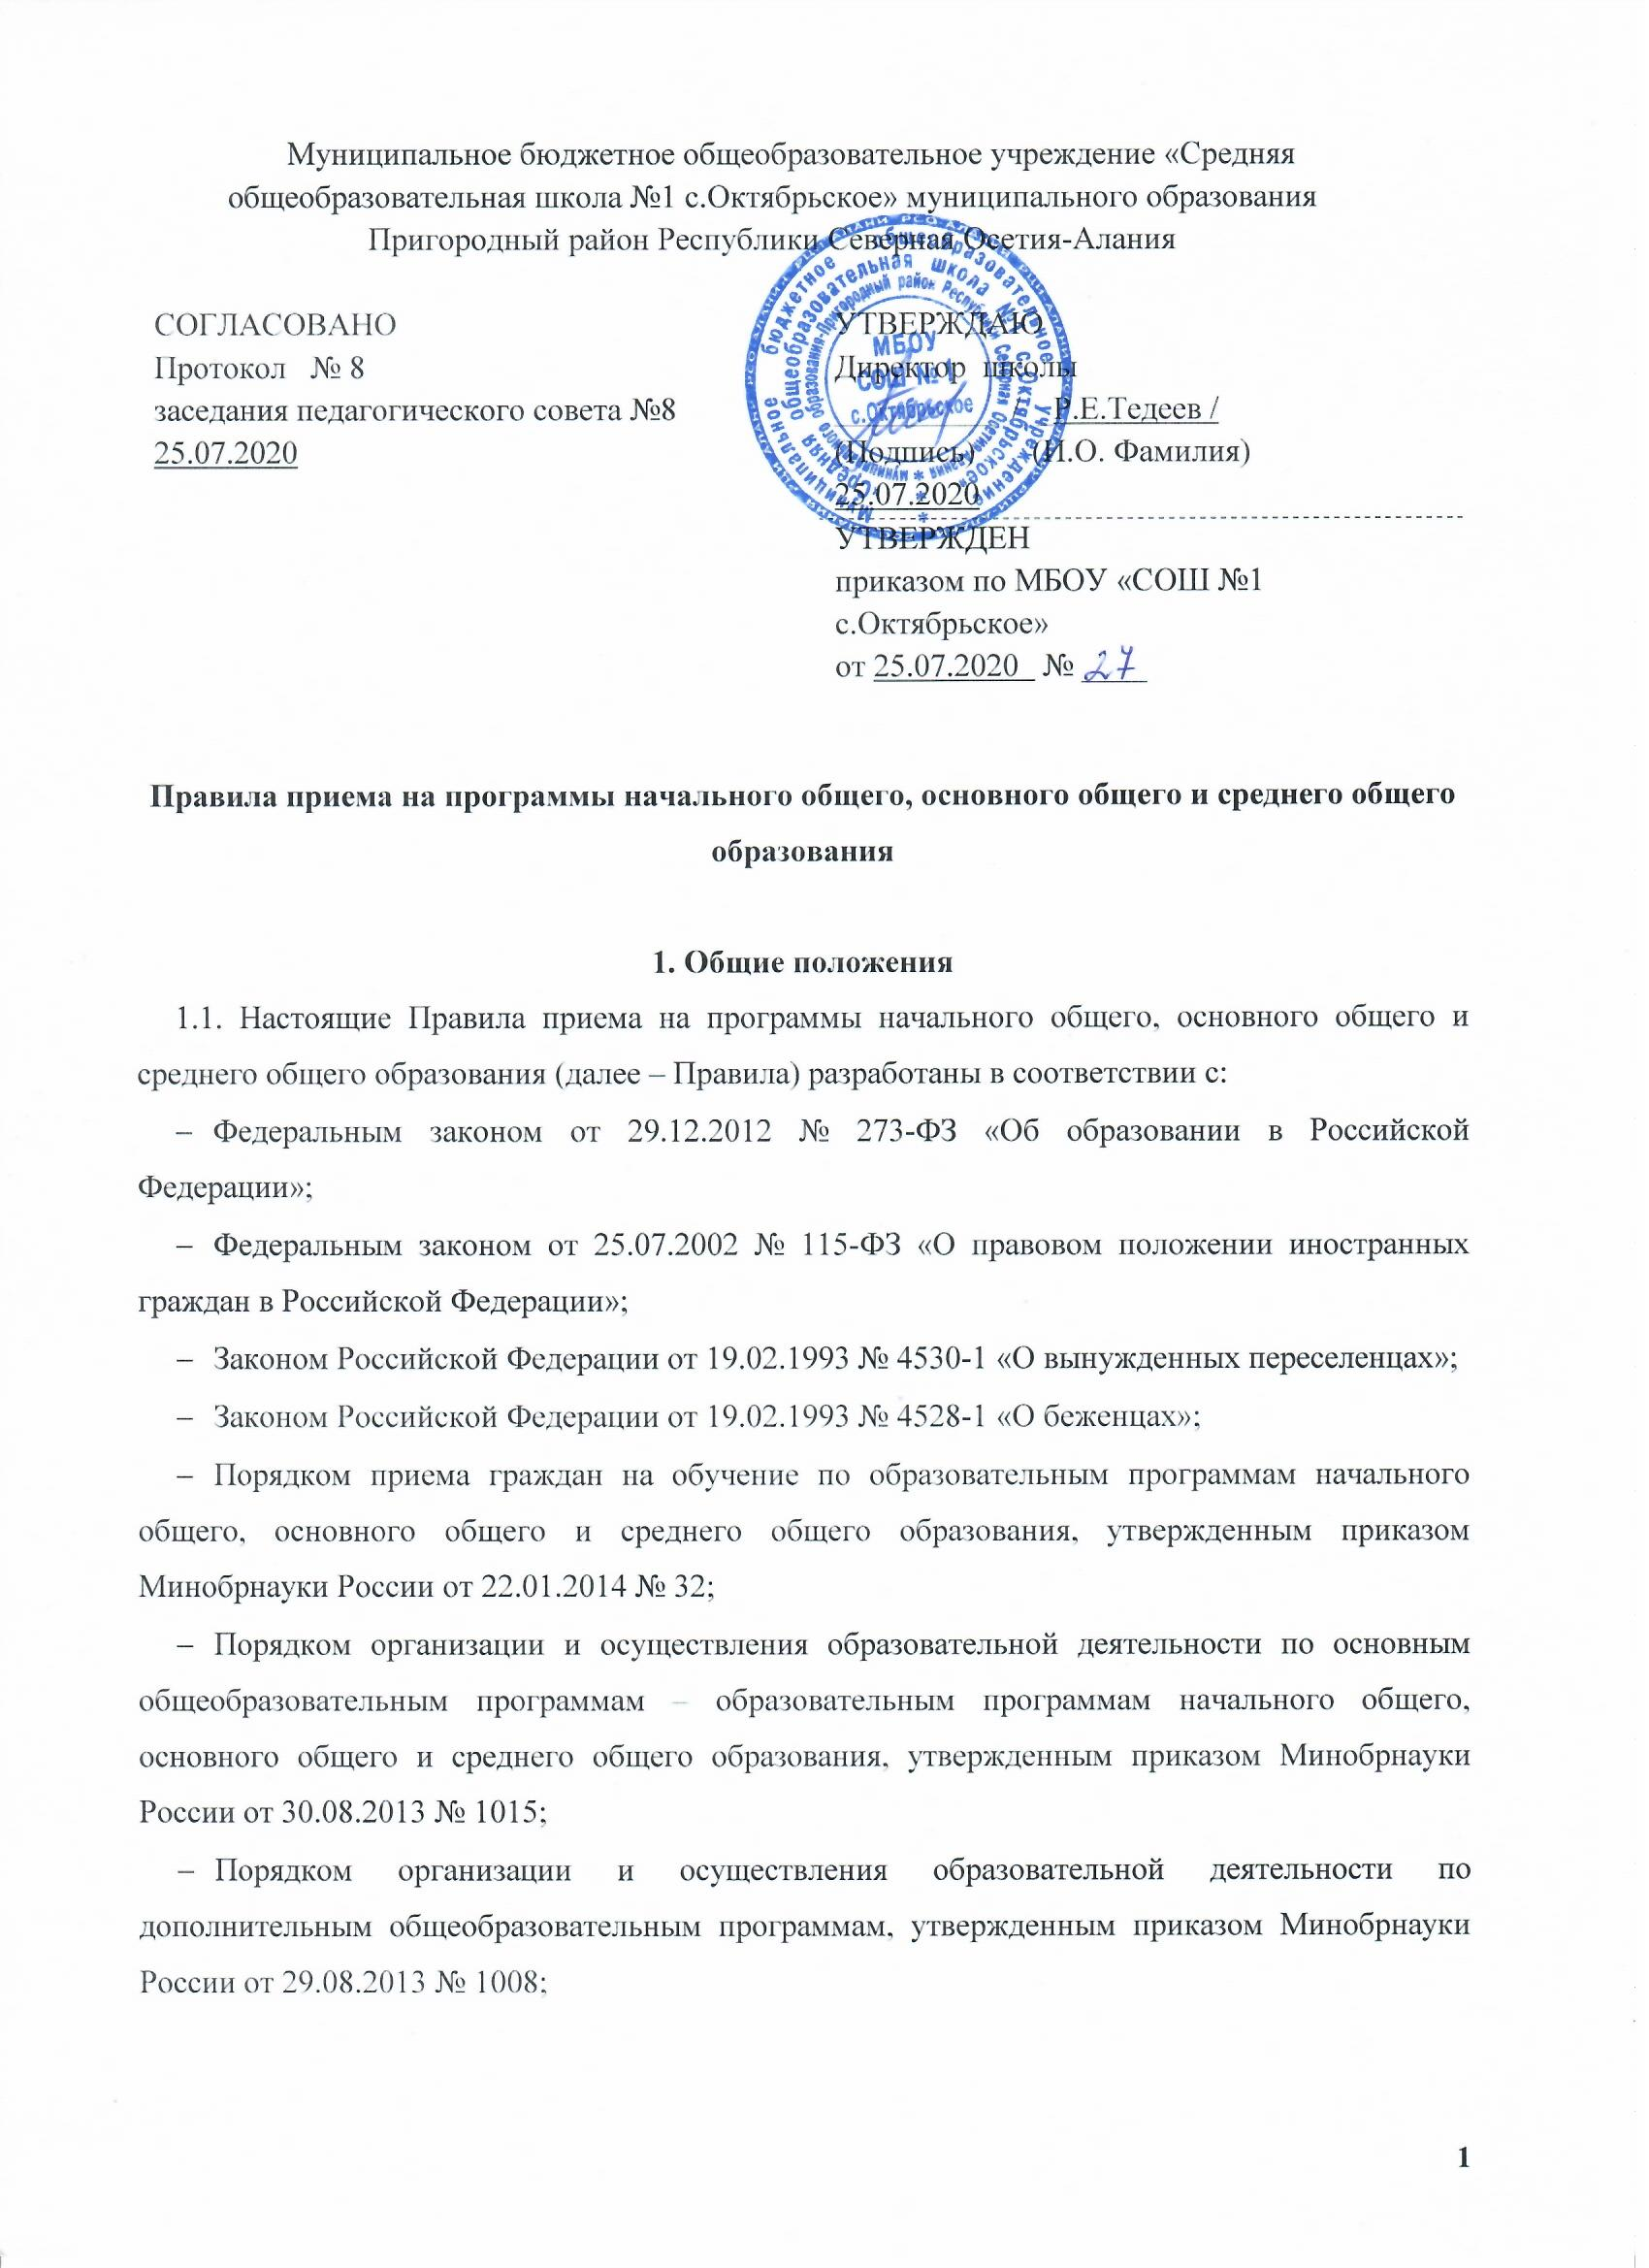 Муниципальное бюджетное общеобразовательное учреждение «Средняя
общеобразовательная школа №1 с.Октябрьское» муниципального образования
Пригородный район Республики Северная Осетия-Алания
СОГЛАСОВАНО
Протокол № 8
заседания педагогического совета №8
25.07.2020
УТВЕРЖДАЮ
Директор школы
/ Р.Е.Тедеев /
(Подпись) (И.О. Фамилия)
25.07.2020
МБОУ
СОШ № 1
с.Октябрьское
УТВЕРЖДЕН
приказом по МБОУ «СОШ №1
с.Октябрьское»
от 25.07.2020 № 27
Правила приема на программы начального общего, основного общего и среднего общего
образования
1. Общие положения
1.1. Настоящие Правила приема на программы начального общего, основного общего и
среднего общего образования (далее – Правила) разработаны в соответствии с:
– Федеральным законом от 29.12.2012 № 273-ФЗ «Об образовании в Российской
Федерации»;
– Федеральным законом от 25.07.2002 № 115-ФЗ «О правовом положении иностранных
граждан в Российской Федерации»;
– Законом Российской Федерации от 19.02.1993 № 4530-1 «О вынужденных переселенцах»;
– Законом Российской Федерации от 19.02.1993 № 4528-1 «О беженцах»;
– Порядком приема граждан на обучение по образовательным программам начального
общего, основного общего и среднего общего образования, утвержденным приказом
Минобрнауки России от 22.01.2014 № 32;
– Порядком организации и осуществления образовательной деятельности по основным
общеобразовательным программам – образовательным программам начального общего,
основного общего и среднего общего образования, утвержденным приказом Минобрнауки
России от 30.08.2013 № 1015;
– Порядком организации и осуществления образовательной деятельности по
дополнительным общеобразовательным программам, утвержденным приказом Минобрнауки
России от 29.08.2013 № 1008;
1